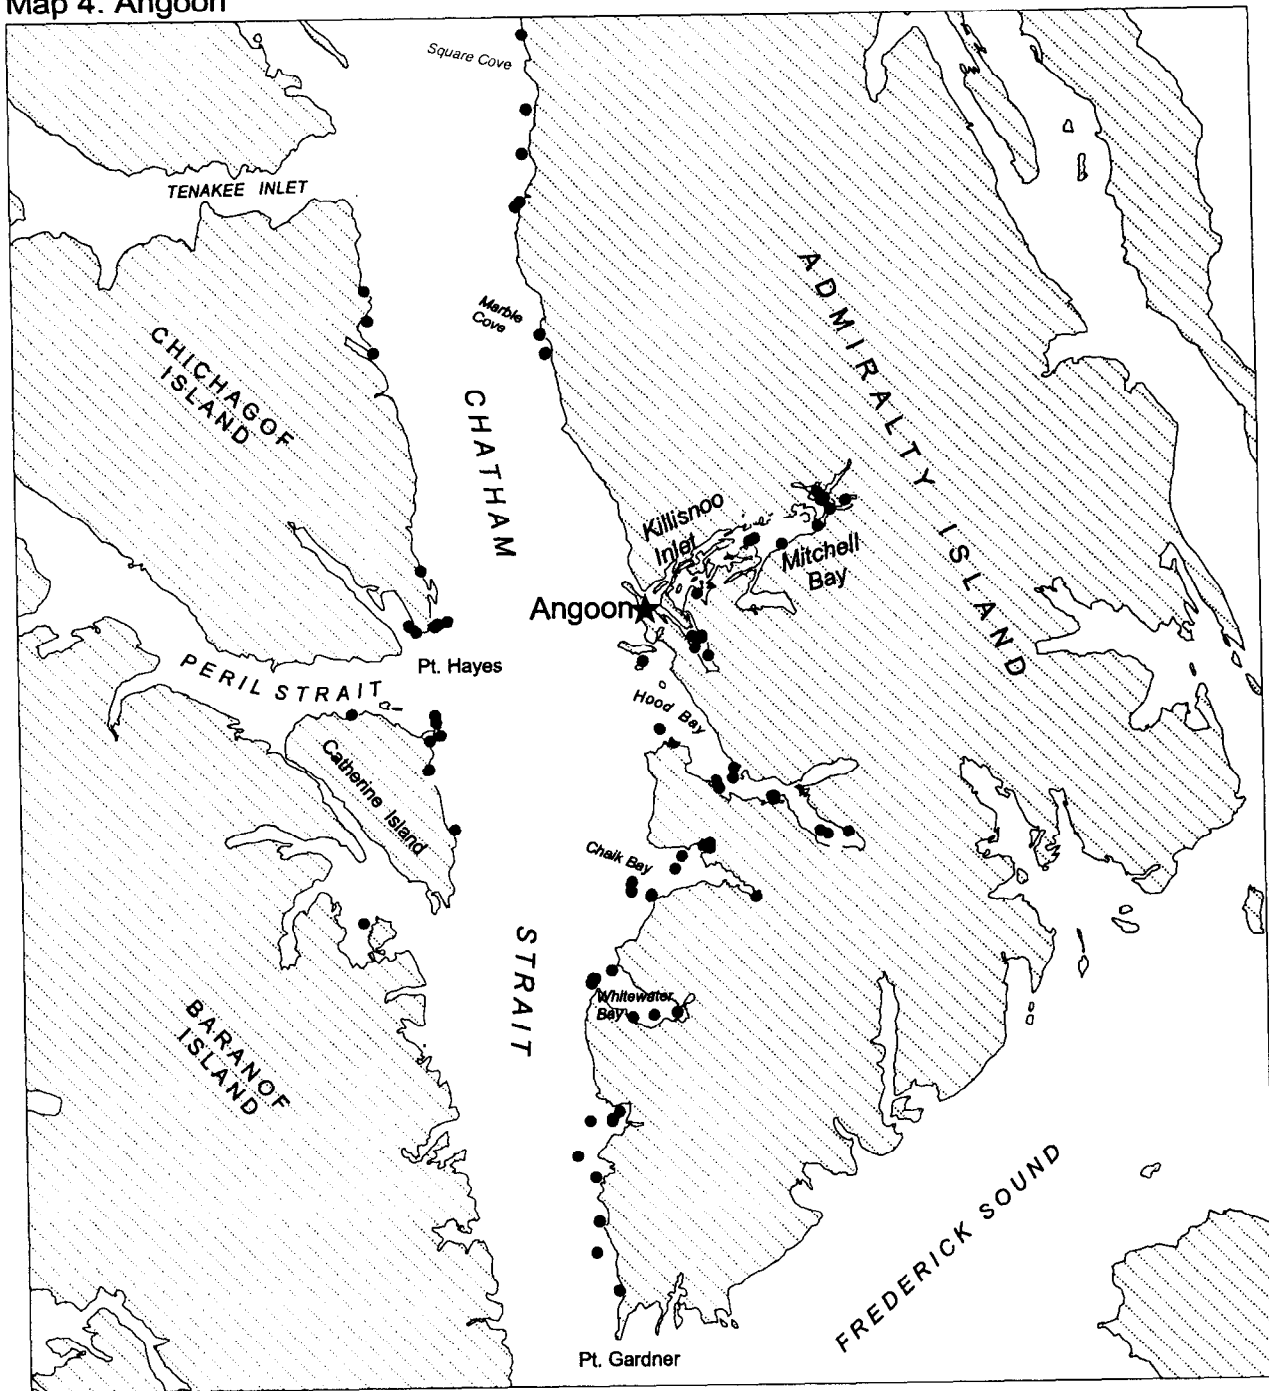 Map 4. Angoon
Square Cove
TENAKEE INLET
ADMIRALTY ISLAND
Marble
Cove
CHICHAGOF
ISLAND
CHATHAM
Killisnoo
Inlet
Mitchell
Bay
Angoon
Pt. Hayes
PERIL STRAIT
Hood Bay
Catherine Island
Chaik Bay
STRAIT
Whitewater
Bay
BARANOF
ISLAND
FREDERICK SOUND
Pt. Gardner